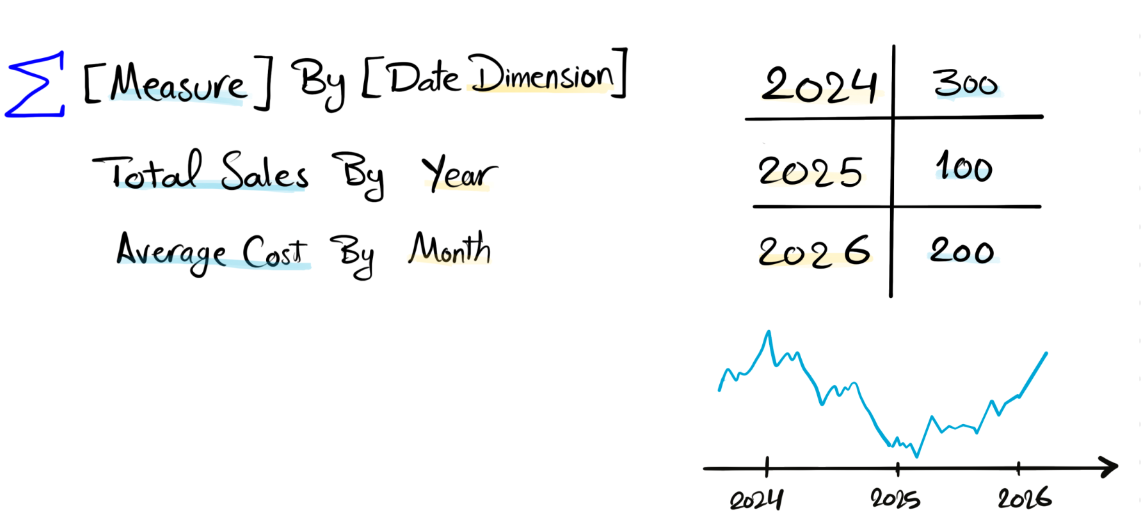 Σ [Measure] By [Date Dimension]
Total Sales By Year
Average Cost By Month
2024 300
2025 100
2026 200
2024 2025 2026